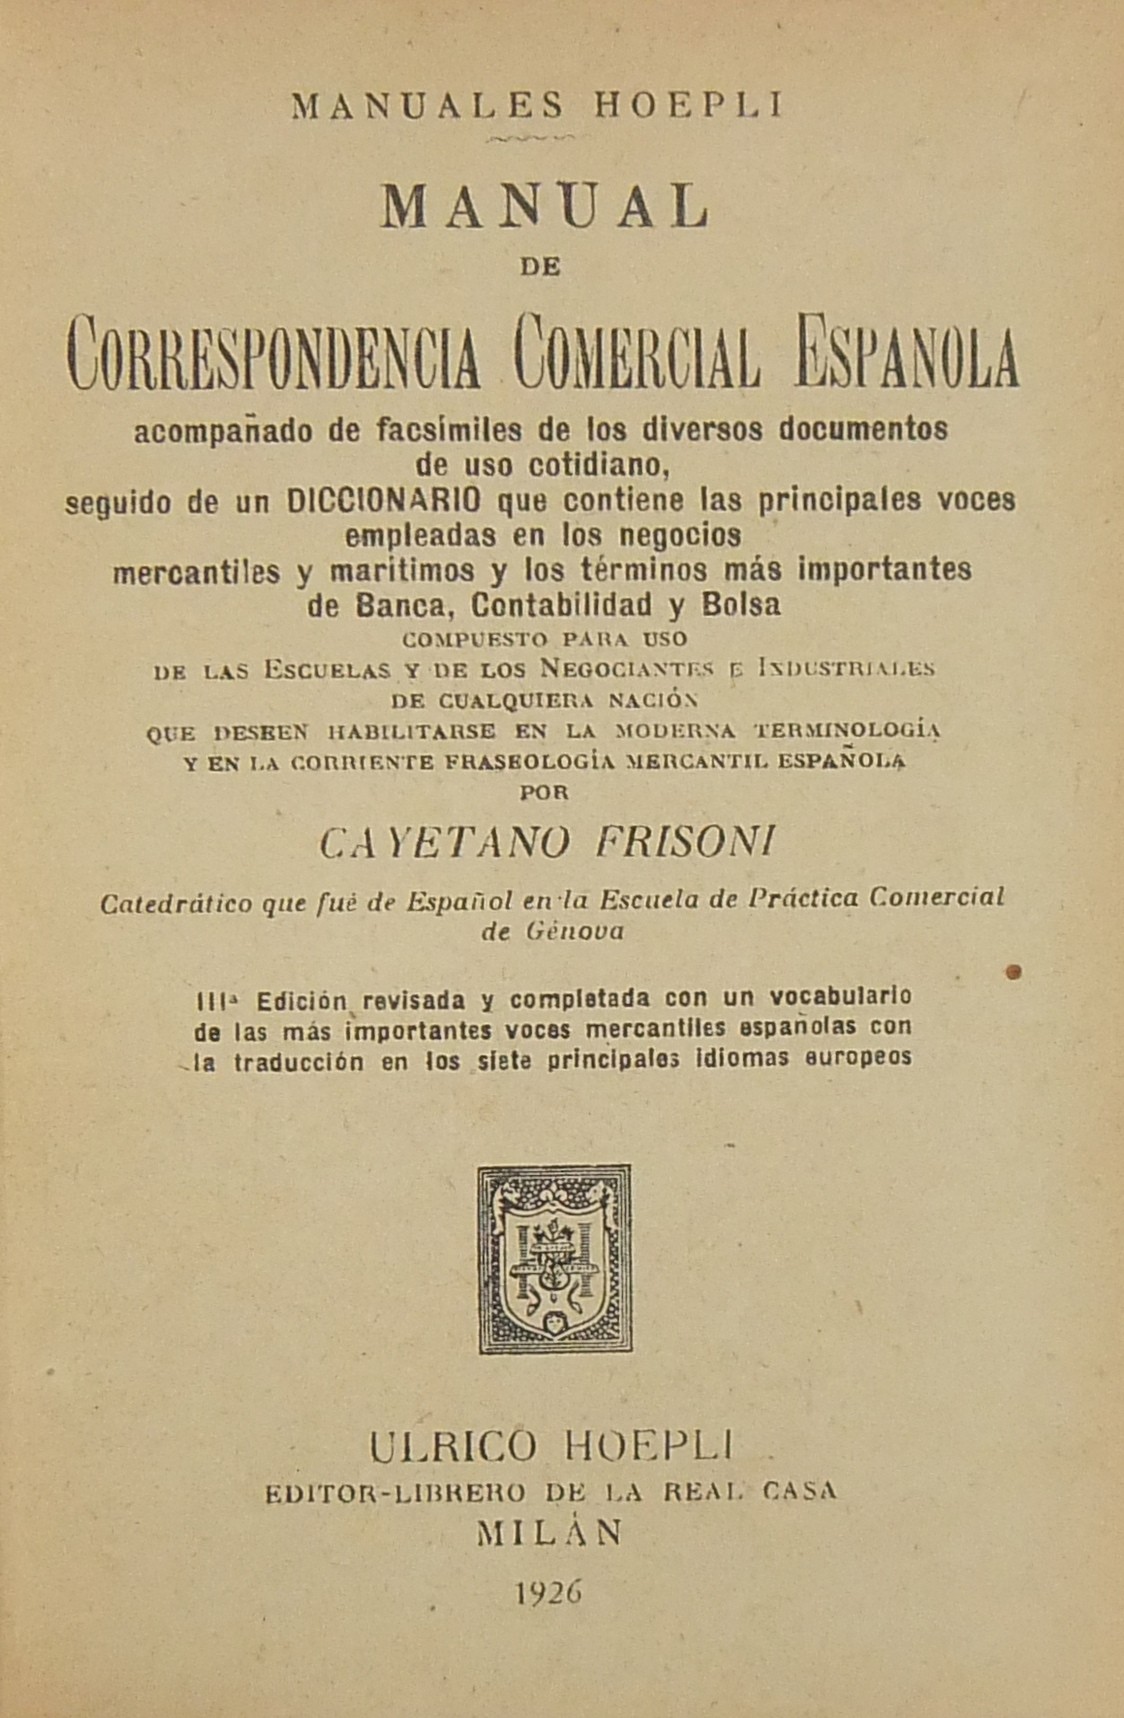 MANUALES HOEPLI
MANUAL
DE
CORRESPONDENCIA COMERCIAL ESPANOLA
acompañado de facsímiles de los diversos documentos
de uso cotidiano,
seguido de un DICCIONARIO que contiene las principales voces
empleadas en los negocios
mercantiles y maritimos y los términos más importantes
de Banca, Contabilidad y Bolsa
COMPUESTO PARA USO
DE LAS ESCUELAS Y DE LOS NEGOCIANTES E INDUSTRIALES
DE CUALQUIERA NACIÓN
QUE DESEEN HABILITARSE EN LA MODERNA TERMINOLOGÍA
Y EN LA CORRIENTE FRASEOLOGÍA MERCANTIL ESPAÑOLA
POR
CAYETANO FRISONI
Catedrático que fué de Español en la Escuela de Práctica Comercial
de Génova
IIIª Edición revisada y completada con un vocabulario
de las más importantes voces mercantiles españolas con
la traducción en los siete principales idiomas europeos
ULRICO HOEPLI
EDITOR-LIBRERO DE LA REAL CASA
MILÁN
1926